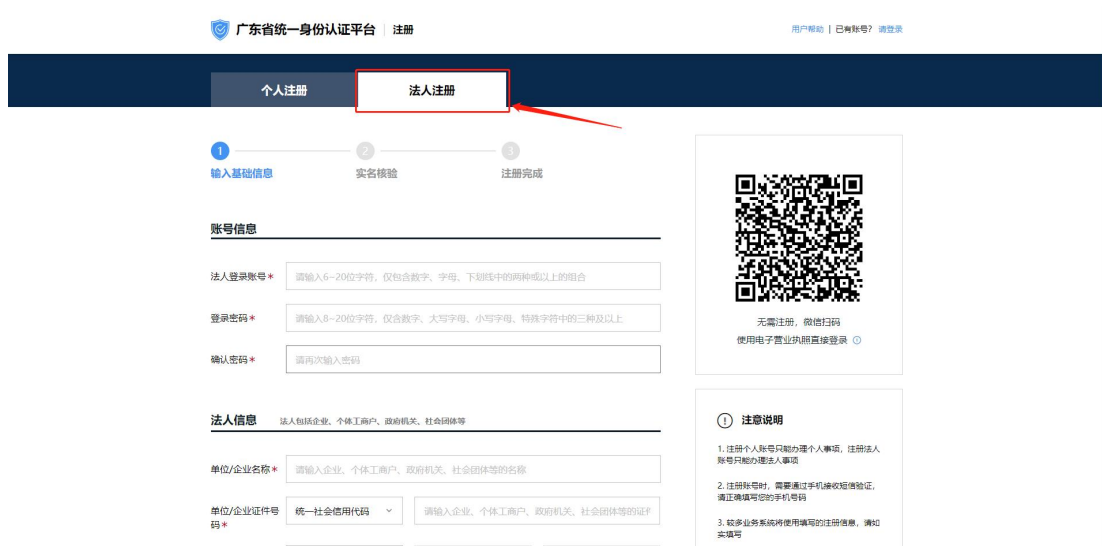 广东省统一身份认证平台 注册
用户帮助 | 已有账号? 请登录
个人注册 法人注册
1 2 3
输入基础信息 实名核验 注册完成
账号信息
法人登录账号* 请输入6~20位字符，仅包含数字、字母、下划线中的两种或以上的组合
登录密码* 请输入8~20位字符，仅含数字、大写字母、小写字母、特殊字符中的三种及以上
确认密码* 请再次输入密码
法人信息 法人包括企业、个体工商户、政府机关、社会团体等
单位/企业名称* 请输入企业、个体工商户、政府机关、社会团体等的名称
单位/企业证件号 统一社会信用代码 请输入企业、个体工商户、政府机关、社会团体等的证件
码*
无需注册，微信扫码
使用电子营业执照直接登录
注意说明
1. 注册个人账号只能办理个人事项，注册法人
账号只能办理法人事项
2. 注册账号时，需要通过手机接收短信验证，
请正确填写您的手机号码
3. 较多业务系统将使用填写的注册信息，请如
实填写